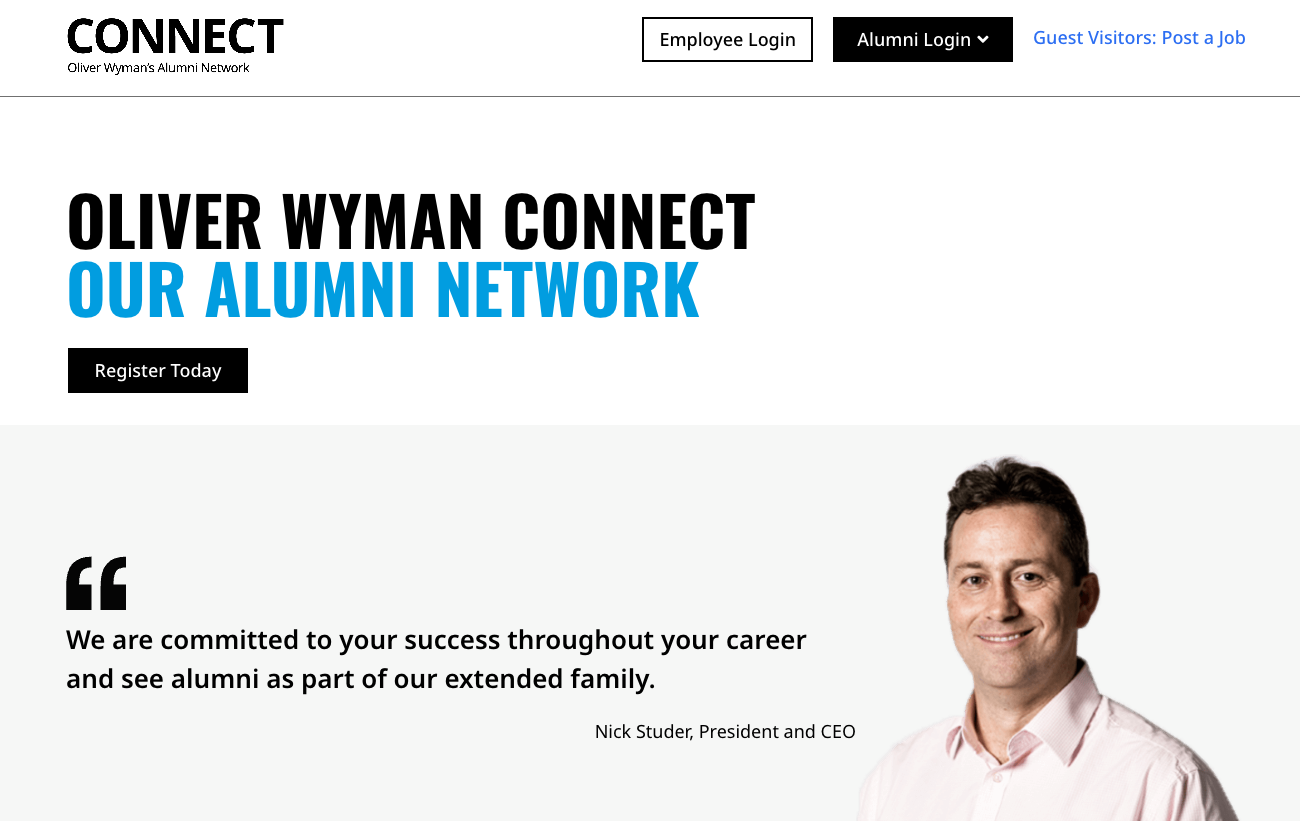 CONNECT
Oliver Wyman's Alumni Network
Employee Login
Alumni Login
Guest Visitors: Post a Job
OLIVER WYMAN CONNECT
OUR ALUMNI NETWORK
Register Today
“
We are committed to your success throughout your career
and see alumni as part of our extended family.
Nick Studer, President and CEO